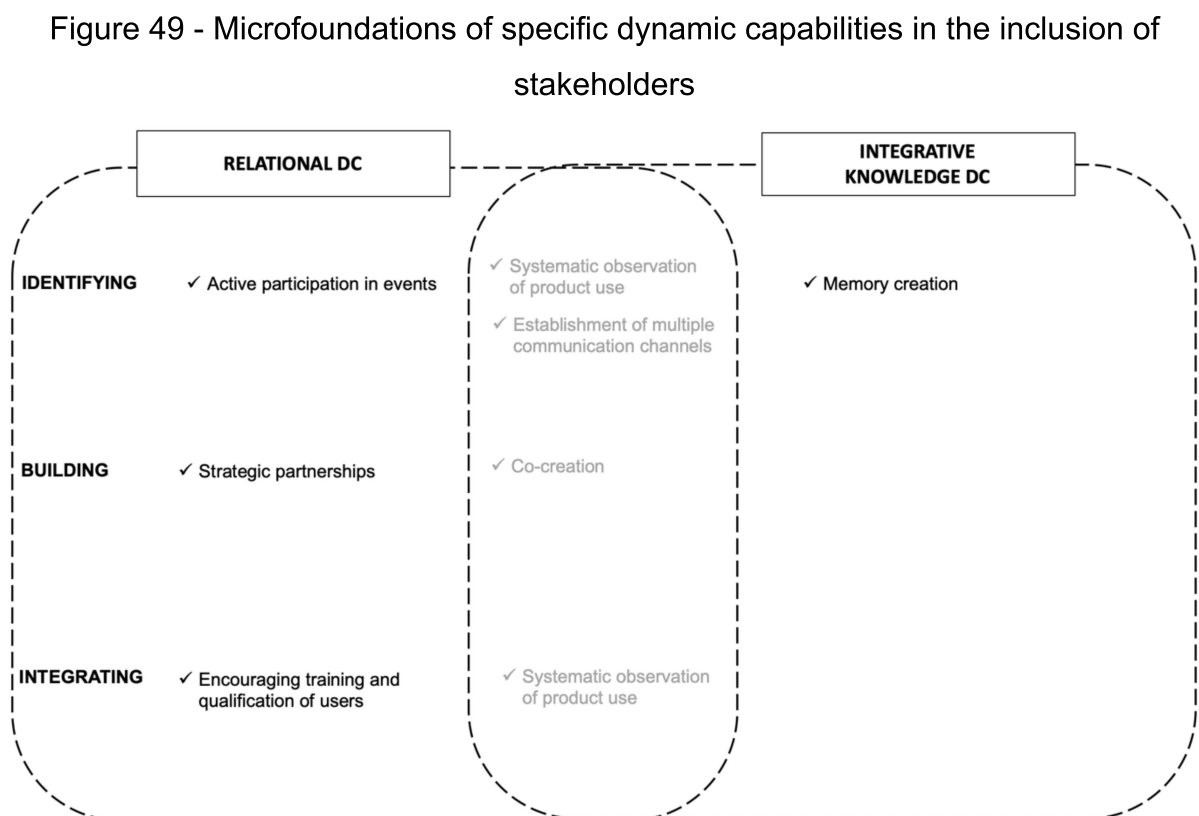 Figure 49 - Microfoundations of specific dynamic capabilities in the inclusion of
stakeholders
RELATIONAL DC
INTEGRATIVE
KNOWLEDGE DC
IDENTIFYING
✓ Active participation in events
✓ Systematic observation
of product use
✓ Establishment of multiple
communication channels
✓ Memory creation
BUILDING
✓ Strategic partnerships
✓ Co-creation
INTEGRATING
✓ Encouraging training and
qualification of users
✓ Systematic observation
of product use